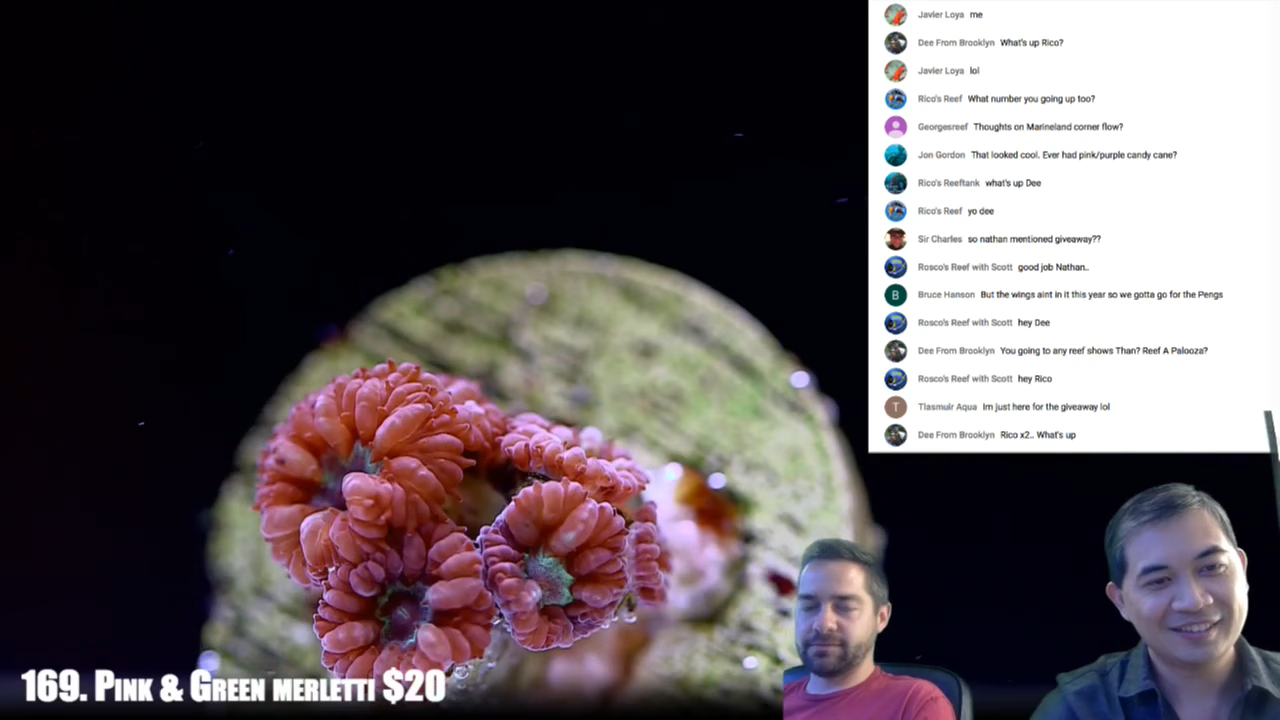 Javier Loya me
Dee From Brooklyn What's up Rico?
Javier Loya lol
Rico's Reef What number you going up too?
Georgesreef Thoughts on Marineland corner flow?
Jon Gordon That looked cool. Ever had pink/purple candy cane?
Rico's Reeftank what's up Dee
Rico's Reef yo dee
Sir Charles so nathan mentioned giveaway??
Rosco's Reef with Scott good job Nathan..
B
Bruce Hanson But the wings aint in it this year so we gotta go for the Pengs
Rosco's Reef with Scott hey Dee
Dee From Brooklyn You going to any reef shows Than? Reef A Palooza?
Rosco's Reef with Scott hey Rico
T
Tlasmuir Aqua Im just here for the giveaway lol
Dee From Brooklyn Rico x2.. What's up
169. Pink & Green merletti $20